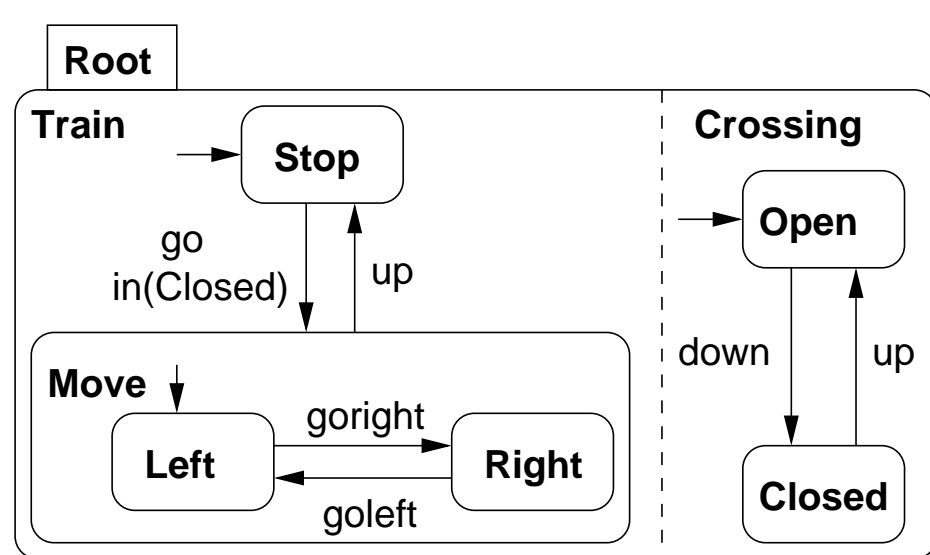 Root
Train
Crossing
Stop
Open
go
in(Closed)
up
down
up
Move
goright
Left
Right
goleft
Closed